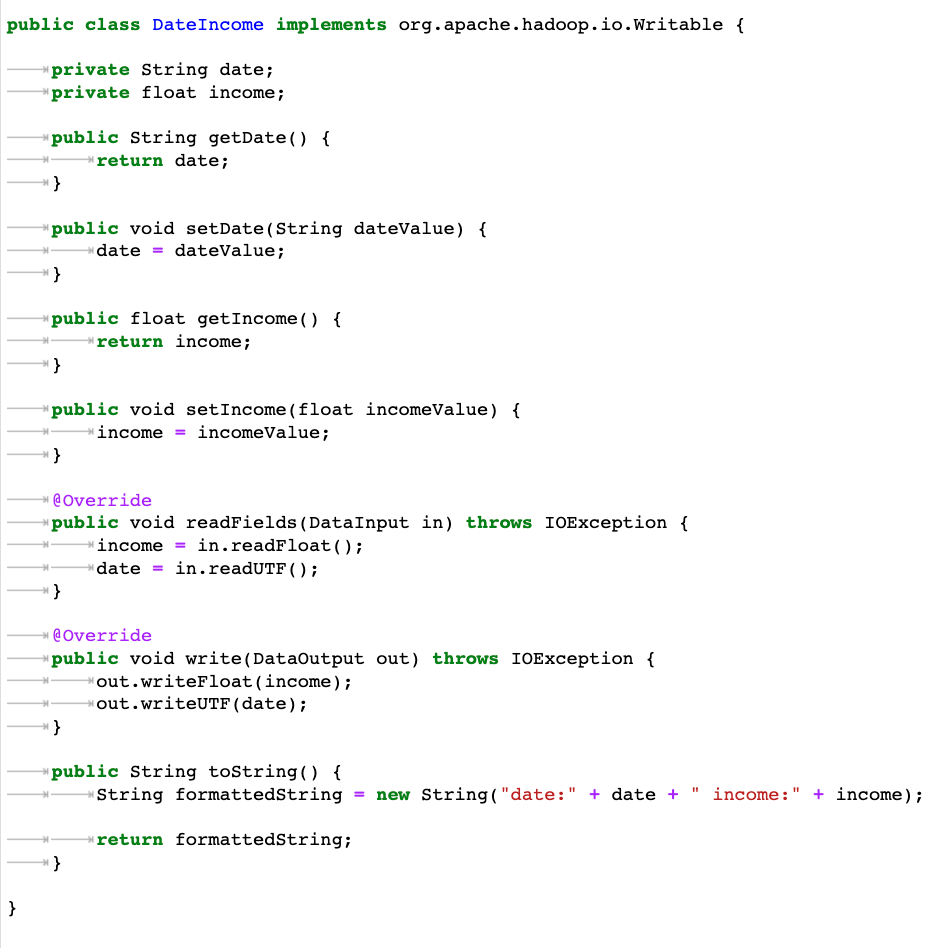 public class DateIncome implements org.apache.hadoop.io.Writable {
private String date;
private float income;
public String getDate() {
return date;
}
public void setDate(String dateValue) {
date = dateValue;
}
public float getIncome() {
return income;
}
public void setIncome(float incomeValue) {
income = incomeValue;
}
@Override
public void readFields(DataInput in) throws IOException {
income = in.readFloat();
date = in.readUTF();
}
@Override
public void write(DataOutput out) throws IOException {
out.writeFloat(income);
out.writeUTF(date);
}
public String toString() {
String formattedString = new String("date:" + date + " income:" + income);
return formattedString;
}
}